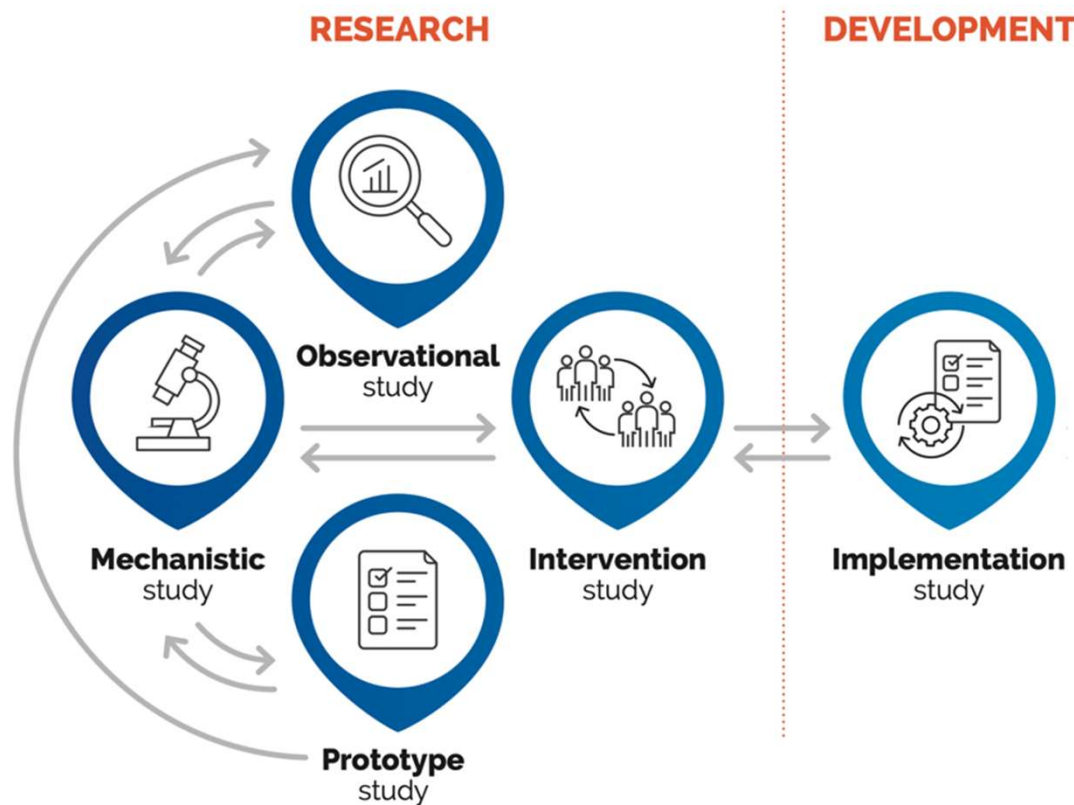 RESEARCH
DEVELOPMENT
Observational
study
Mechanistic
study
Intervention
study
Implementation
study
Prototype
study